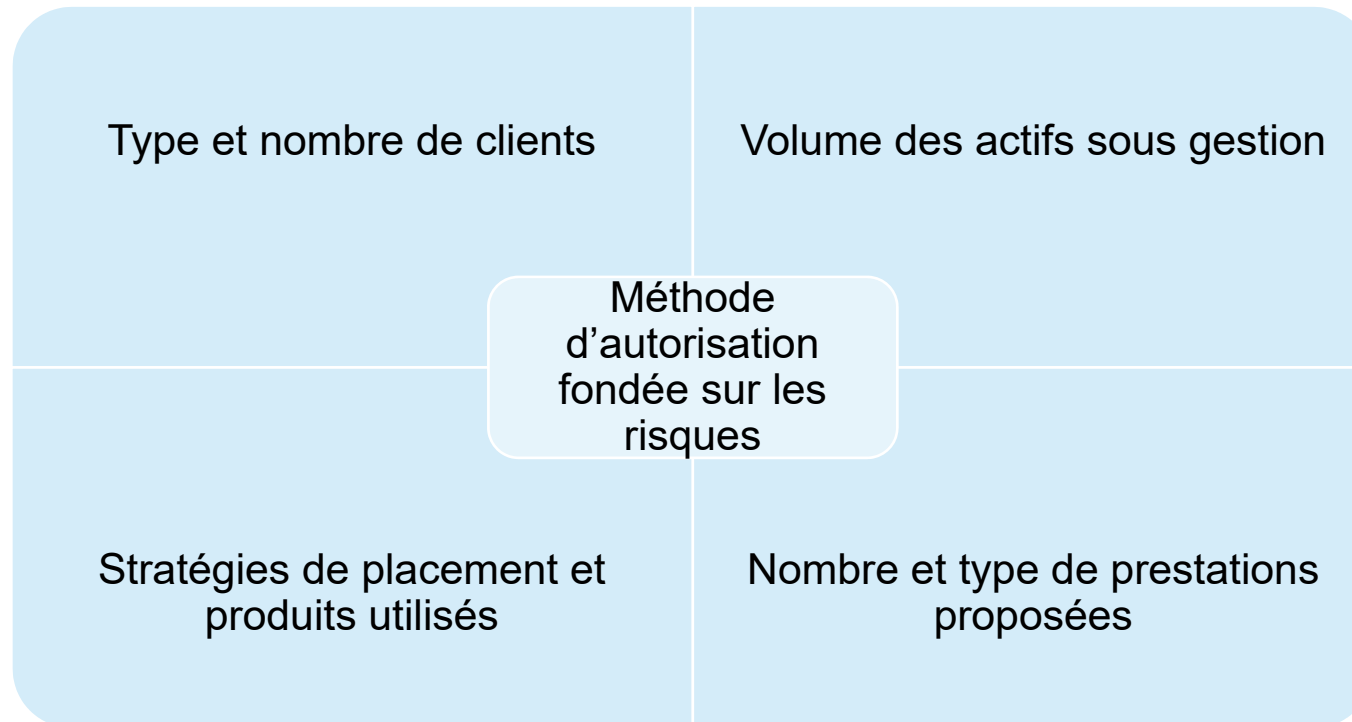 Type et nombre de clients
Volume des actifs sous gestion
Méthode
d’autorisation
fondée sur les
risques
Stratégies de placement et
produits utilisés
Nombre et type de prestations
proposées